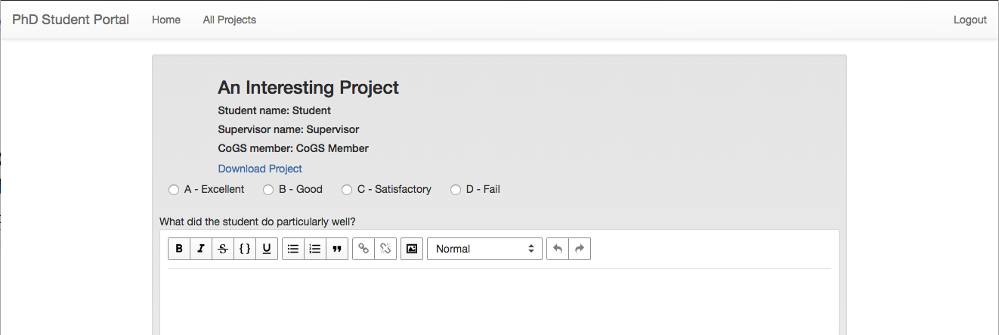 PhD Student Portal Home All Projects Logout
An Interesting Project
Student name: Student
Supervisor name: Supervisor
CoGS member: CoGS Member
Download Project
A - Excellent B - Good C - Satisfactory D - Fail
What did the student do particularly well?
B I S {} U Normal